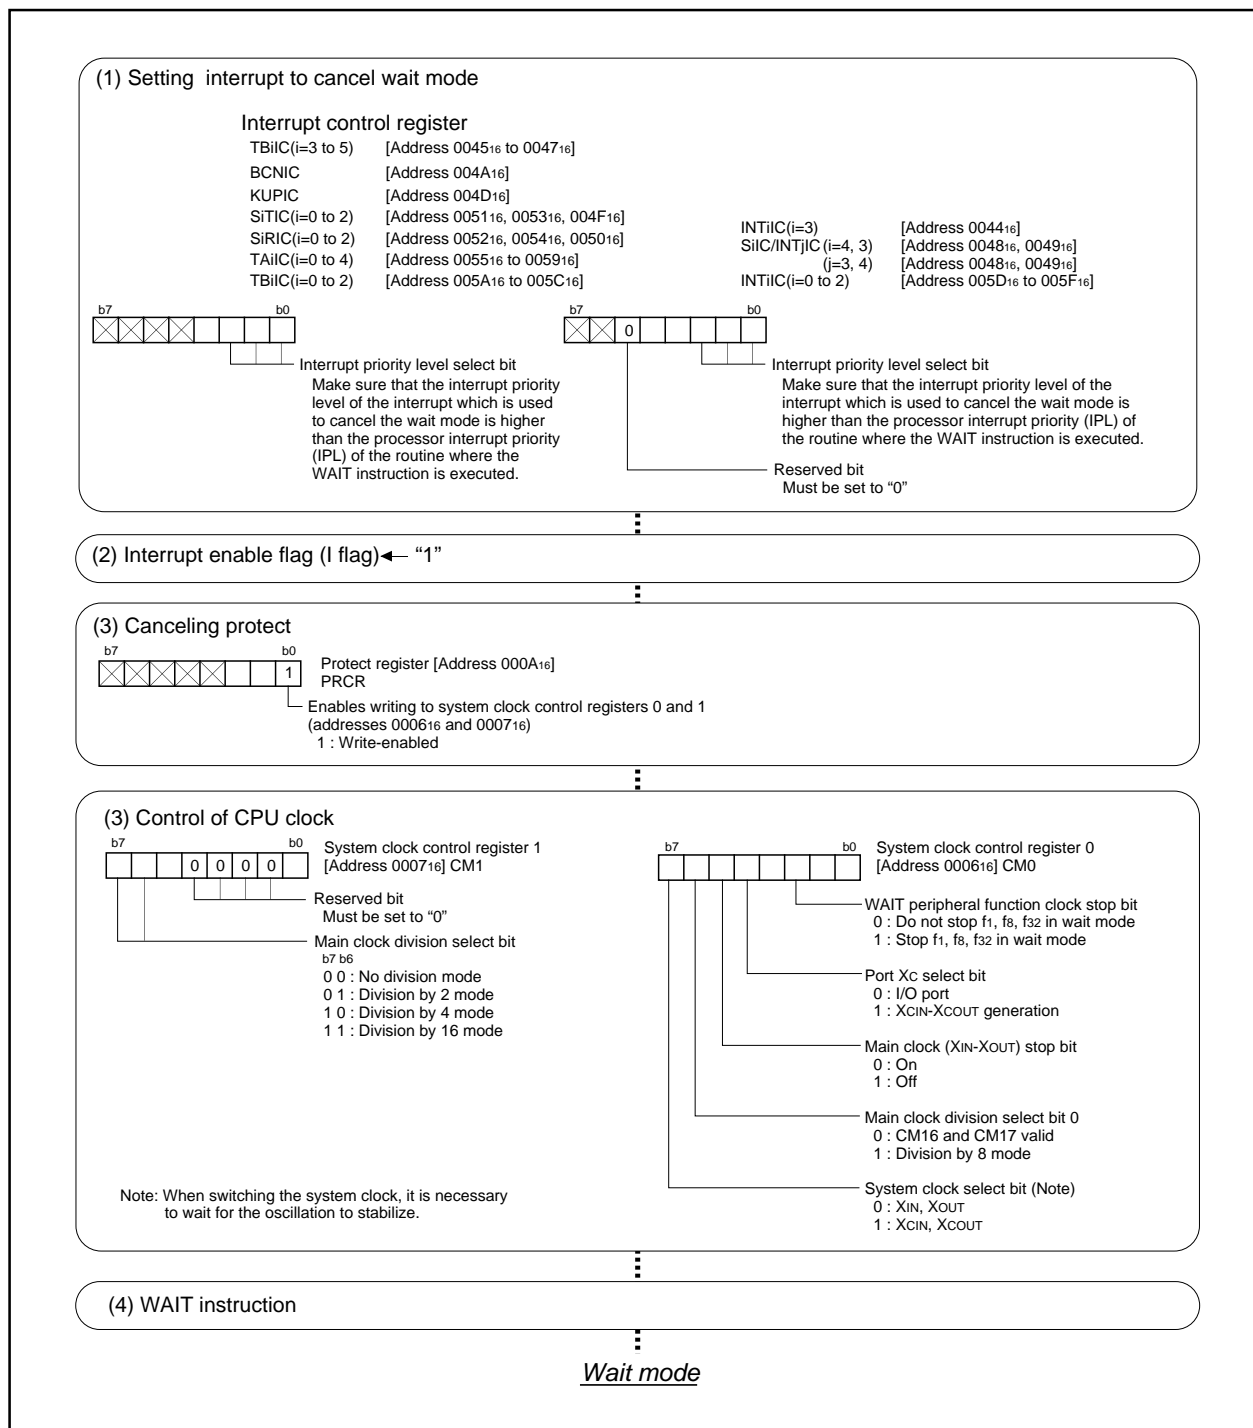 (1) Setting  interrupt to cancel wait mode
Interrupt control register
TBiIC(i=3 to 5) [Address 004516 to 004716]
BCNIC [Address 004A16]
KUPIC [Address 004D16]
SiTIC(i=0 to 2) [Address 005116, 005316, 004F16]
SiRIC(i=0 to 2) [Address 005216, 005416, 005016]
TAiIC(i=0 to 4) [Address 005516 to 005916]
TBiIC(i=0 to 2) [Address 005A16 to 005C16]
b7 b0
Interrupt priority level select bit
Make sure that the interrupt priority
level of the interrupt which is used
to cancel the wait mode is higher
than the processor interrupt priority
(IPL) of the routine where the
WAIT instruction is executed.
INTiIC(i=3) [Address 004416]
SiIC/INTjIC (i=4, 3) [Address 004816, 004916]
(j=3, 4) [Address 004816, 004916]
INTiIC(i=0 to 2) [Address 005D16 to 005F16]
b7 b0
0
Interrupt priority level select bit
Make sure that the interrupt priority level of the
interrupt which is used to cancel the wait mode is
higher than the processor interrupt priority (IPL) of
the routine where the WAIT instruction is executed.
Reserved bit
Must be set to “0”
(2) Interrupt enable flag (I flag) ← “1”
(3) Canceling protect
b7 b0
1
Protect register [Address 000A16]
PRCR
Enables writing to system clock control registers 0 and 1
(addresses 000616 and 000716)
1 : Write-enabled
(3) Control of CPU clock
b7 b0
0 0 0 0
System clock control register 1
[Address 000716] CM1
Reserved bit
Must be set to “0”
Main clock division select bit
b7 b6
0 0 : No division mode
0 1 : Division by 2 mode
1 0 : Division by 4 mode
1 1 : Division by 16 mode
Note: When switching the system clock, it is necessary
to wait for the oscillation to stabilize.
b7 b0
System clock control register 0
[Address 000616] CM0
WAIT peripheral function clock stop bit
0 : Do not stop f1, f8, f32 in wait mode
1 : Stop f1, f8, f32 in wait mode
Port XC select bit
0 : I/O port
1 : XCIN-XCOUT generation
Main clock (XIN-XOUT) stop bit
0 : On
1 : Off
Main clock division select bit 0
0 : CM16 and CM17 valid
1 : Division by 8 mode
System clock select bit (Note)
0 : XIN, XOUT
1 : XCIN, XCOUT
(4) WAIT instruction
Wait mode